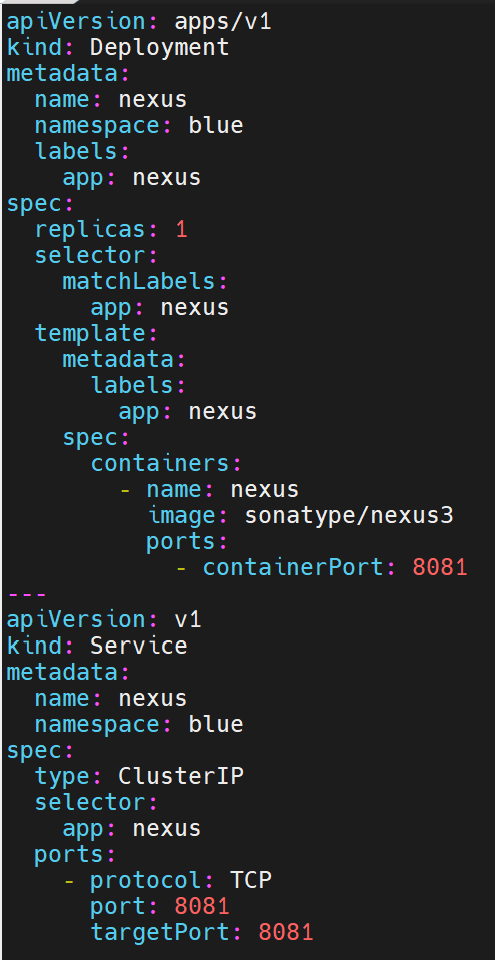 apiVersion: apps/v1
kind: Deployment
metadata:
  name: nexus
  namespace: blue
  labels:
    app: nexus
spec:
  replicas: 1
  selector:
    matchLabels:
      app: nexus
  template:
    metadata:
      labels:
        app: nexus
    spec:
      containers:
        - name: nexus
          image: sonatype/nexus3
          ports:
            - containerPort: 8081
---
apiVersion: v1
kind: Service
metadata:
  name: nexus
  namespace: blue
spec:
  type: ClusterIP
  selector:
    app: nexus
  ports:
    - protocol: TCP
      port: 8081
      targetPort: 8081